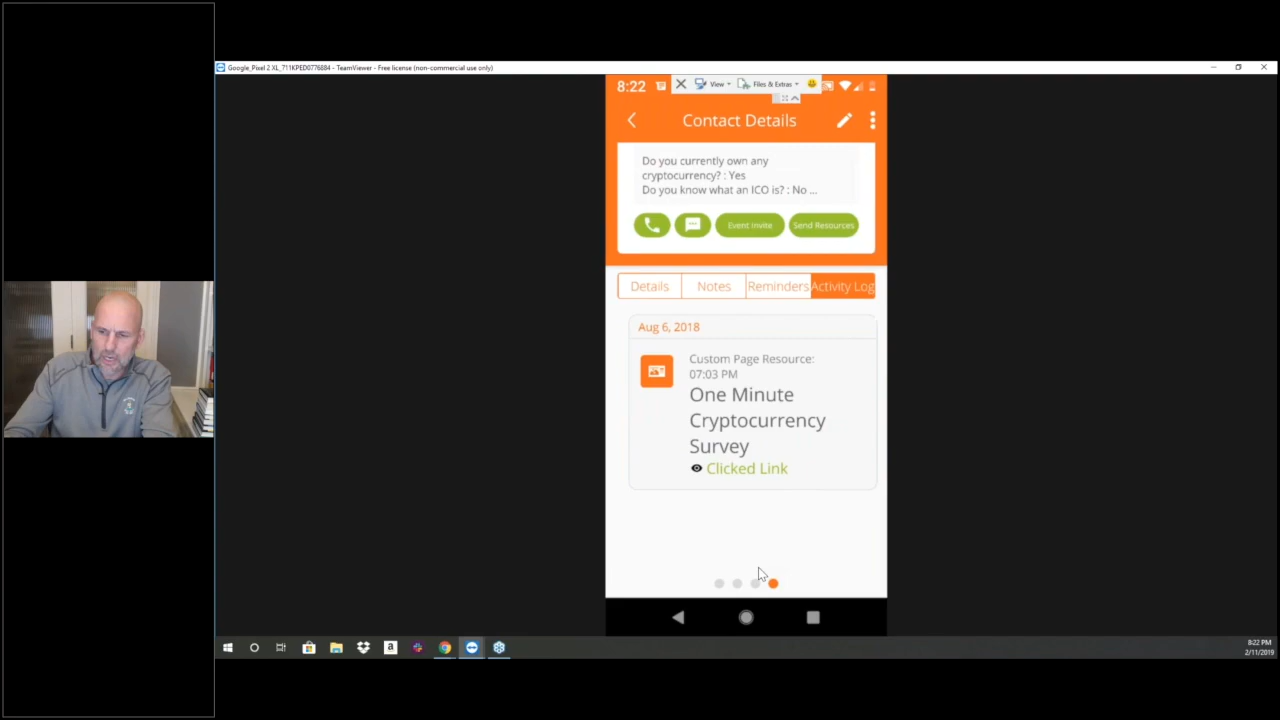 Google_Pixel 2 XL_711KPED0776884 - TeamViewer - Free license (non-commercial use only)
8:22
View
Files & Extras
Contact Details
Do you currently own any
cryptocurrency? : Yes
Do you know what an ICO is? : No ...
Event Invite
Send Resources
Details
Notes
Reminders
Activity Log
Aug 6, 2018
Custom Page Resource:
07:03 PM
One Minute
Cryptocurrency
Survey
Clicked Link
a
8:22 PM
2/11/2019